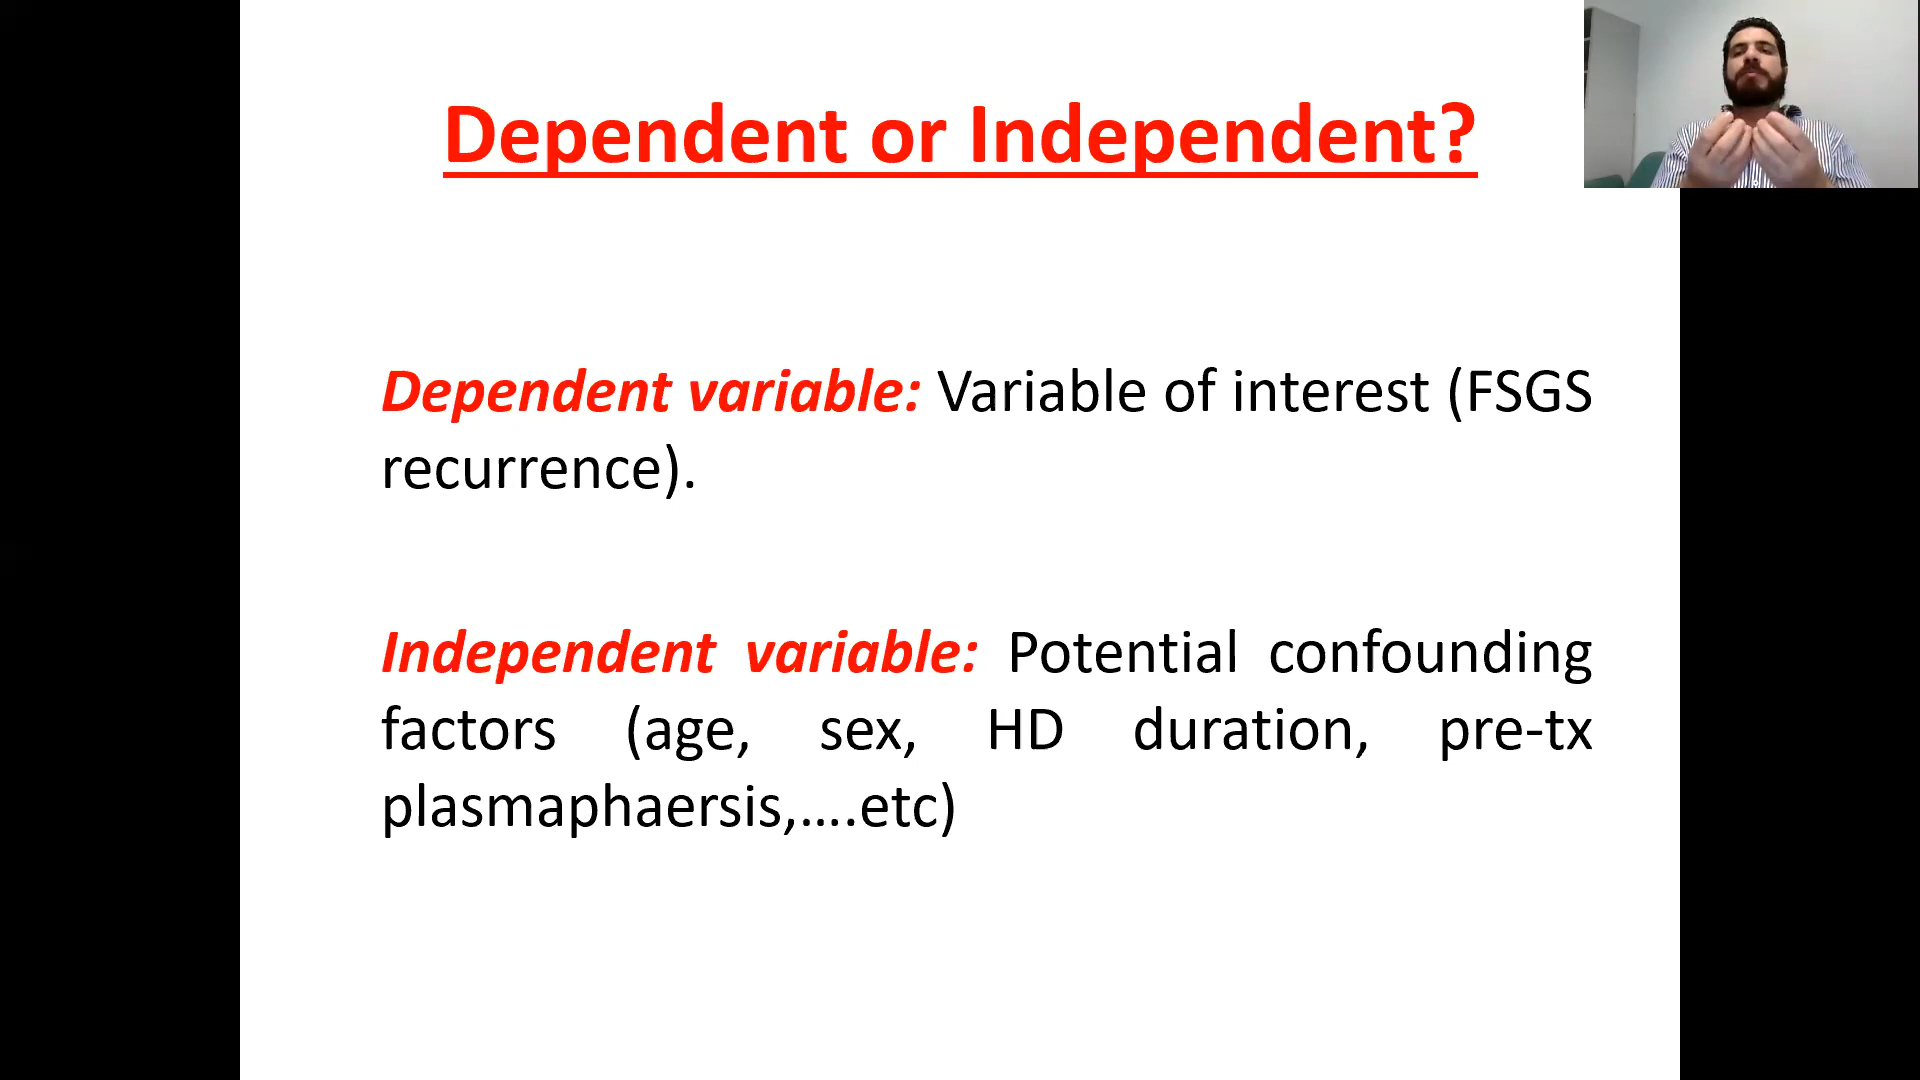 Dependent or Independent?
Dependent variable: Variable of interest (FSGS
recurrence).
Independent variable: Potential confounding
factors (age, sex, HD duration, pre-tx
plasmaphaersis,....etc)